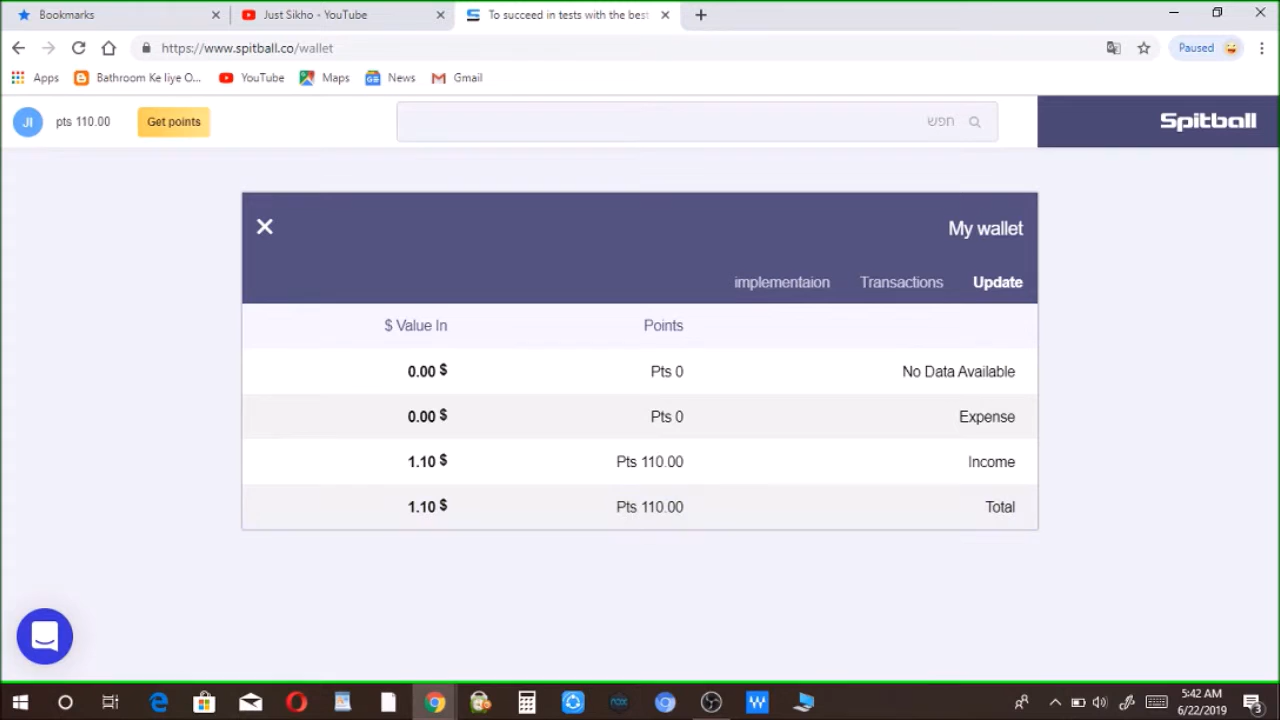 Bookmarks
Just Sikho - YouTube
To succeed in tests with the best
https://www.spitball.co/wallet
Paused
Apps
Bathroom Ke liye O...
YouTube
Maps
News
Gmail
JI
pts 110.00
Get points
חפש
Spitball
My wallet
implementaion Transactions Update
$ Value In Points
0.00 $ Pts 0 No Data Available
0.00 $ Pts 0 Expense
1.10 $ Pts 110.00 Income
1.10 $ Pts 110.00 Total
5:42 AM
6/22/2019
3